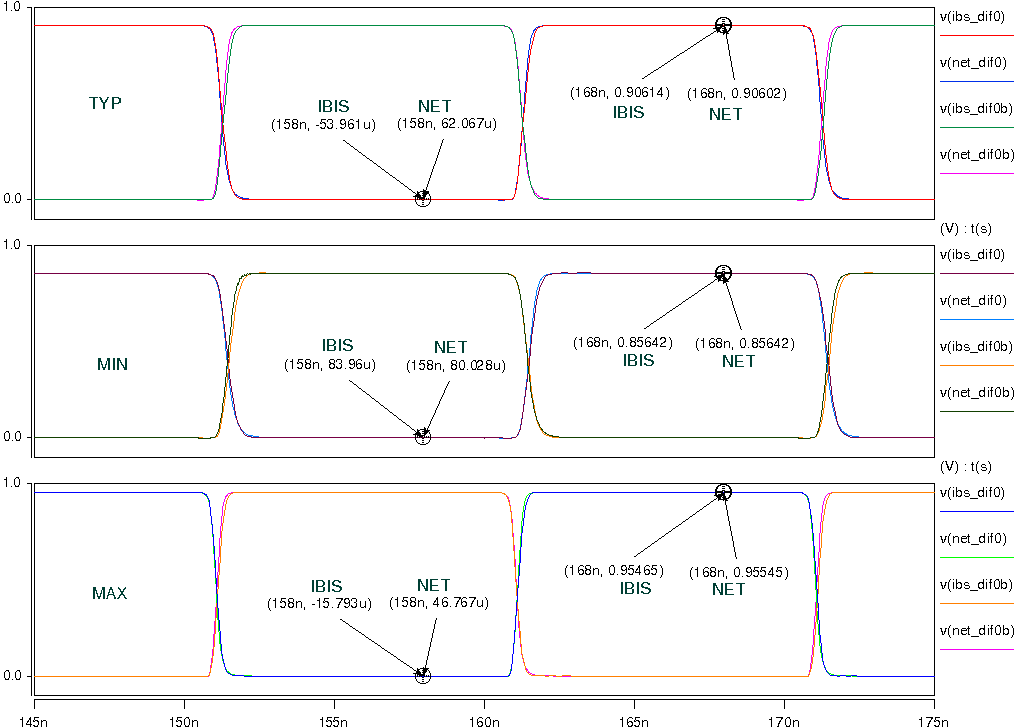 1.0
v(ibs_dif0)
v(net_dif0)
TYP
IBIS
NET
(168n, 0.90614)
(168n, 0.90602)
v(ibs_dif0b)
(158n, -53.961u)
(158n, 62.067u)
IBIS
NET
v(net_dif0b)
0.0
(V) : t(s)
1.0
v(ibs_dif0)
v(net_dif0)
IBIS
NET
(168n, 0.85642)
(168n, 0.85642)
v(ibs_dif0b)
MIN
(158n, 83.96u)
(158n, 80.028u)
IBIS
NET
v(net_dif0b)
0.0
(V) : t(s)
1.0
v(ibs_dif0)
v(net_dif0)
(168n, 0.95465)
(168n, 0.95545)
MAX
IBIS
NET
IBIS
NET
v(ibs_dif0b)
(158n, -15.793u)
(158n, 46.767u)
v(net_dif0b)
0.0
145n 150n 155n 160n 165n 170n 175n